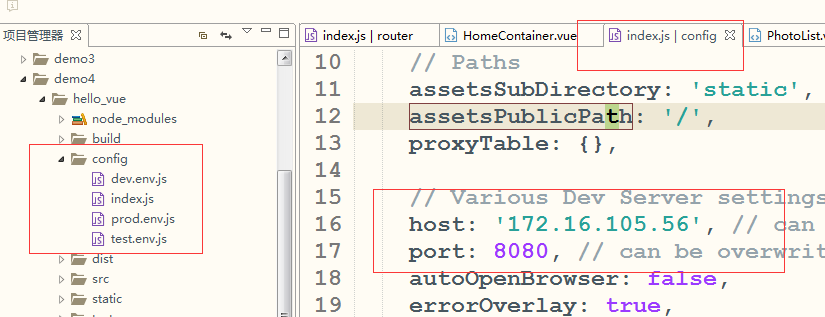 项目管理器
demo3
demo4
hello_vue
node_modules
build
config
dev.env.js
index.js
prod.env.js
test.env.js
dist
src
static
index.js | router
HomeContainer.vue
index.js | config
PhotoList.v
10 // Paths
11 assetsSubDirectory: 'static',
12 assetsPublicPath: '/',
13 proxyTable: {},
14
15 // Various Dev Server settings
16 host: '172.16.105.56', // can
17 port: 8080, // can be overwrit
18 autoOpenBrowser: false,
19 errorOverlay: true,